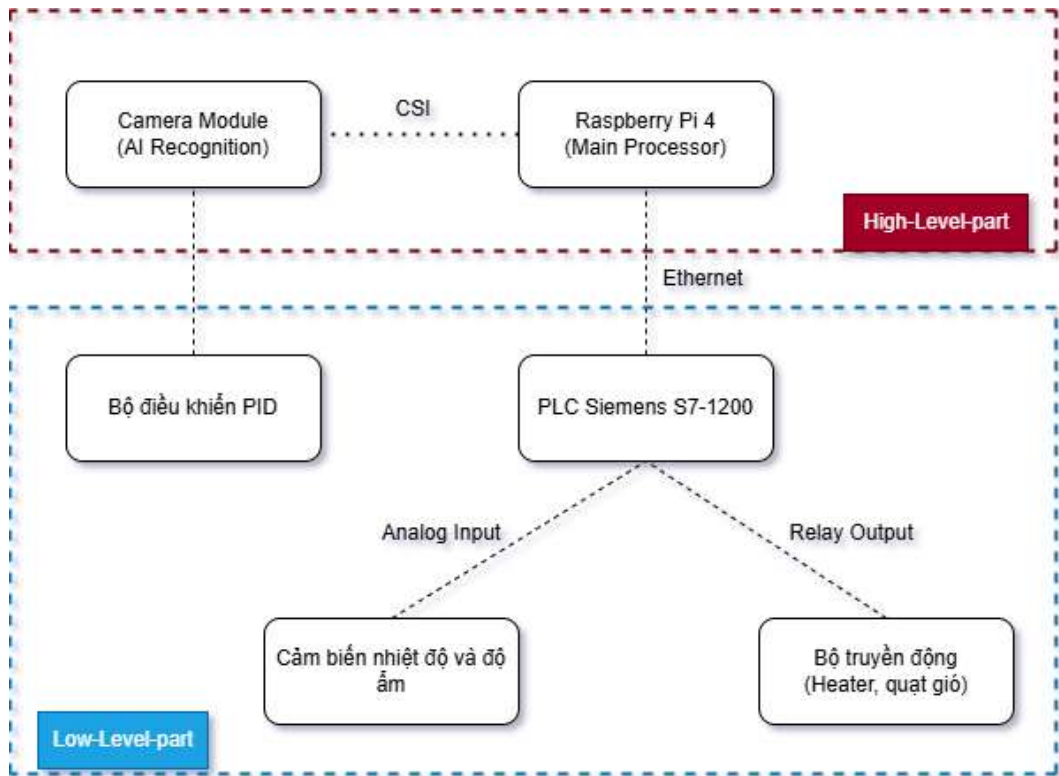 Camera Module
(AI Recognition)
CSI
Raspberry Pi 4
(Main Processor)
High-Level-part
Ethernet
Bộ điều khiển PID
PLC Siemens S7-1200
Analog Input
Relay Output
Cảm biến nhiệt độ và độ
ẩm
Bộ truyền động
(Heater, quạt gió)
Low-Level-part